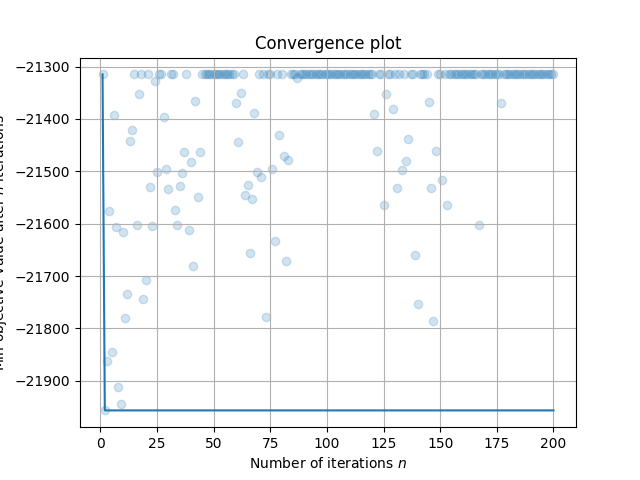 Convergence plot
Min objective value after n iterations
−21300
−21400
−21500
−21600
−21700
−21800
−21900
0 25 50 75 100 125 150 175 200
Number of iterations n